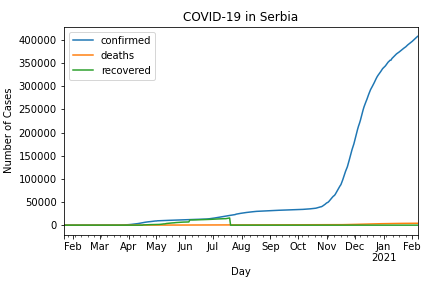 COVID-19 in Serbia
confirmed
deaths
recovered
400000
350000
300000
250000
200000
150000
100000
50000
0
Number of Cases
Feb Mar Apr May Jun Jul Aug Sep Oct Nov Dec Jan Feb
2021
Day